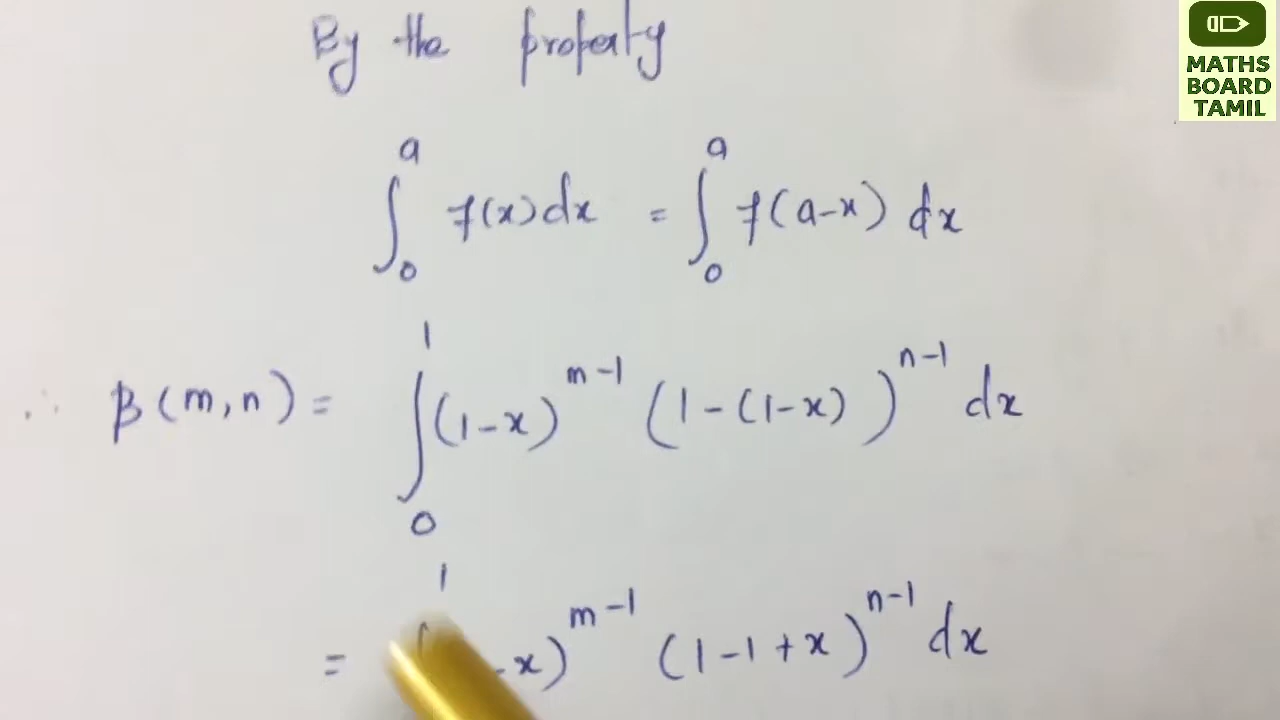 By the property
MATHS
BOARD
TAMIL
∫₀ᵃ f(x)dx = ∫₀ᵃ f(a-x) dx
∴ β(m,n) = ∫₀¹ (1-x)^{m-1} (1-(1-x))^{n-1} dx
= ∫ 1 -x)^{m-1} (1-1+x)^{n-1} dx